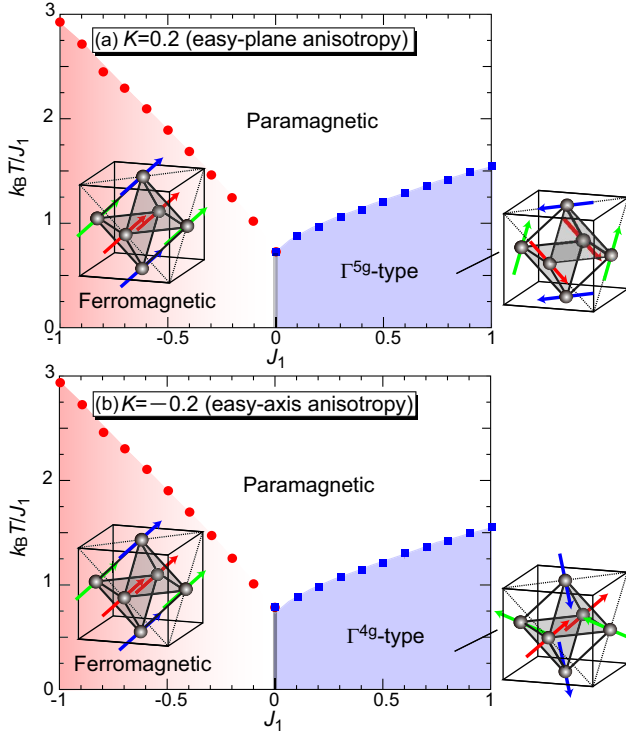 (a) K=0.2 (easy-plane anisotropy)
3
2
1
0
kBT/J1
Paramagnetic
Ferromagnetic
Γ5g-type
-1 -0.5 0 0.5 1
J1
(b) K=−0.2 (easy-axis anisotropy)
3
2
1
0
kBT/J1
Paramagnetic
Ferromagnetic
Γ4g-type
-1 -0.5 0 0.5 1
J1